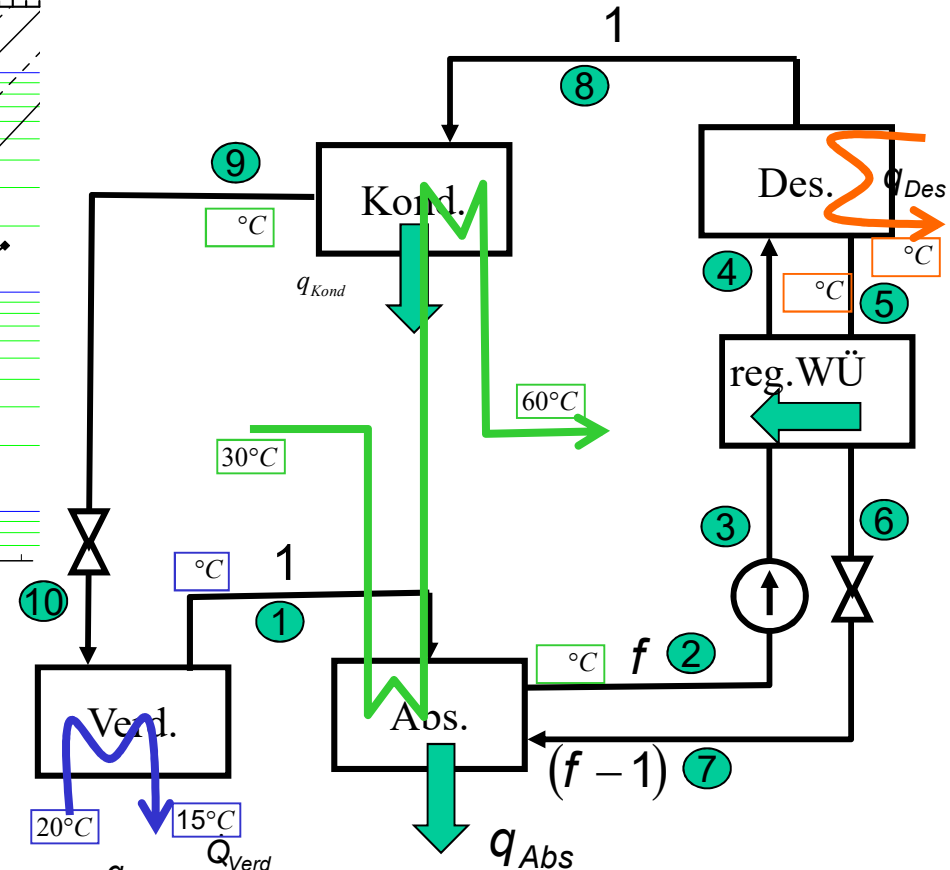 1
8
9
Kond.
Des.
q_Des
°C
°C
q_Kond
4
°C
5
reg.WÜ
60°C
30°C
3
6
°C
1
10
1
°C
f
2
Verd.
Abs.
(f – 1)
7
20°C
15°C
Q̇_Verd
q_Abs